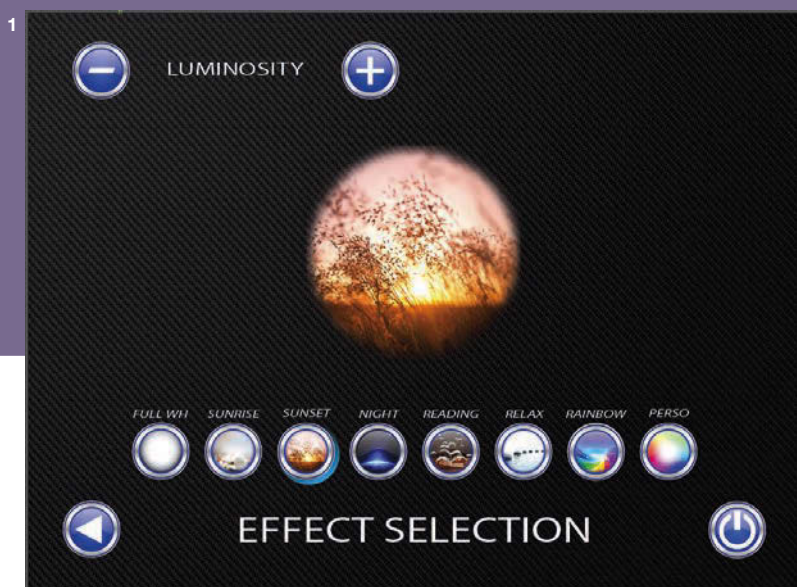 1
LUMINOSITY
FULL WH SUNRISE SUNSET NIGHT READING RELAX RAINBOW PERSO
EFFECT SELECTION